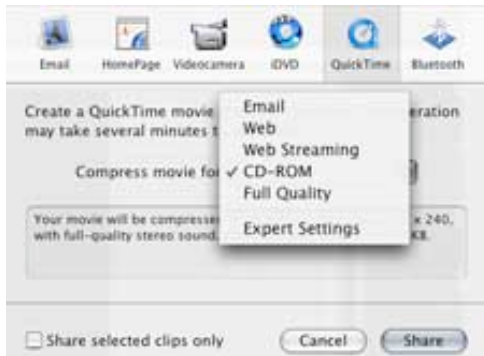 Email HomePage Videocamera iDVD QuickTime Bluetooth
Create a QuickTime movie
eration
may take several minutes t
Compress movie for
Email
Web
Web Streaming
✓ CD-ROM
Full Quality
Expert Settings
Your movie will be compresse
x 240,
with full-quality stereo sound.
KB.
Share selected clips only
Cancel
Share